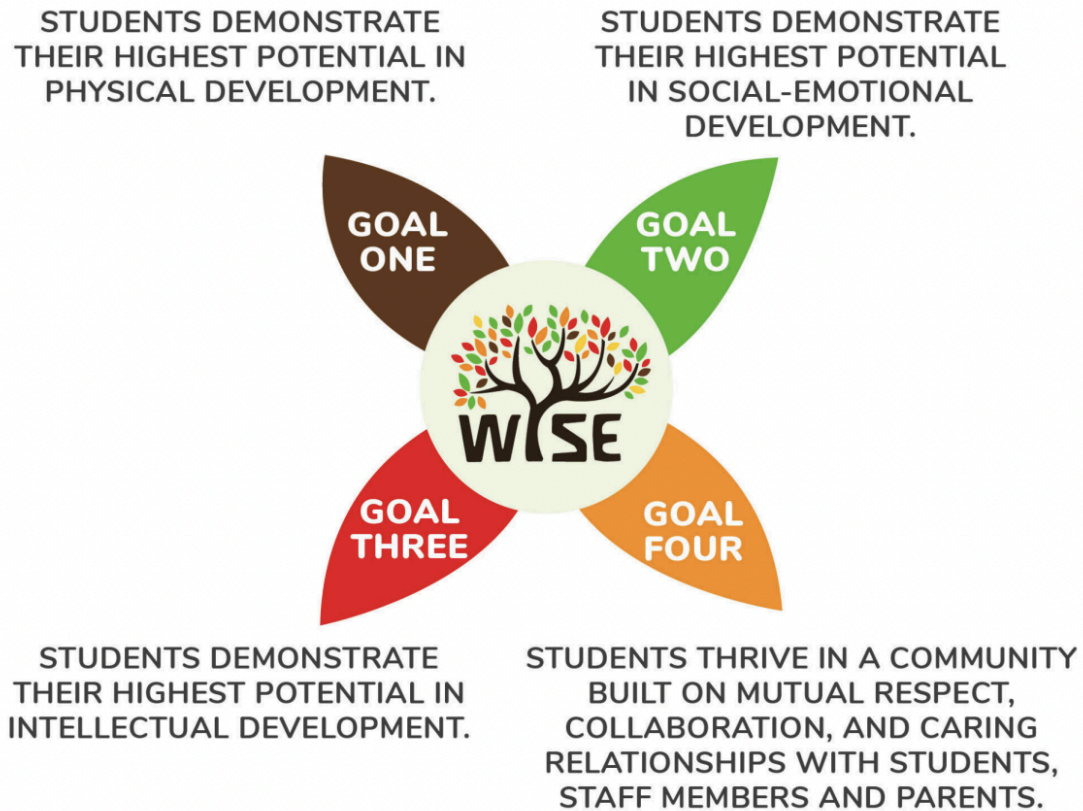 STUDENTS DEMONSTRATE
THEIR HIGHEST POTENTIAL IN
PHYSICAL DEVELOPMENT.
STUDENTS DEMONSTRATE
THEIR HIGHEST POTENTIAL
IN SOCIAL-EMOTIONAL
DEVELOPMENT.
GOAL
ONE
GOAL
TWO
WISE
GOAL
THREE
GOAL
FOUR
STUDENTS DEMONSTRATE
THEIR HIGHEST POTENTIAL IN
INTELLECTUAL DEVELOPMENT.
STUDENTS THRIVE IN A COMMUNITY
BUILT ON MUTUAL RESPECT,
COLLABORATION, AND CARING
RELATIONSHIPS WITH STUDENTS,
STAFF MEMBERS AND PARENTS.